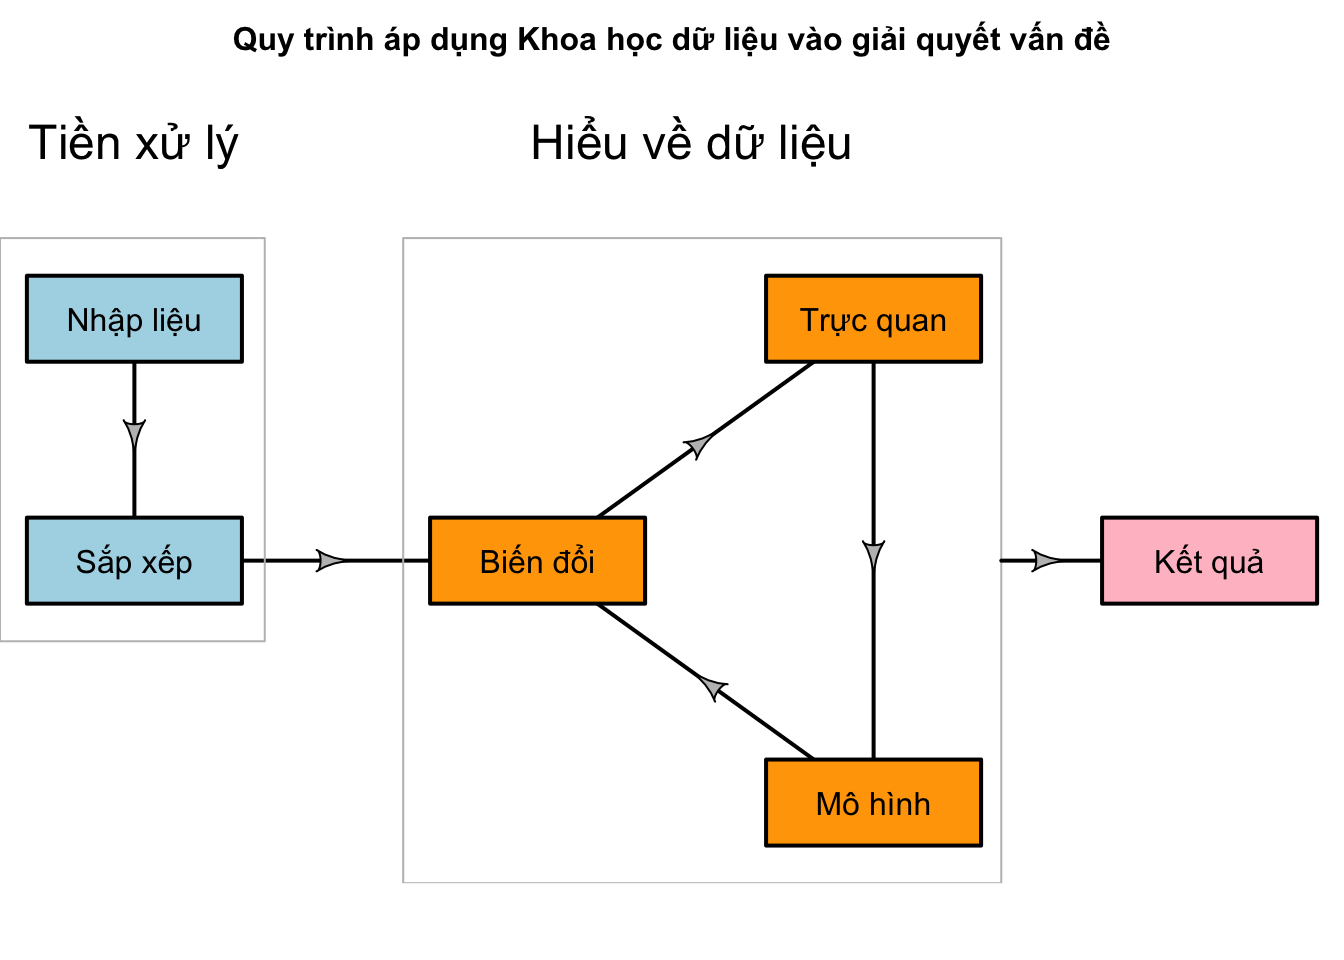 Quy trình áp dụng Khoa học dữ liệu vào giải quyết vấn đề
Tiền xử lý
Hiểu về dữ liệu
Nhập liệu
Trực quan
Sắp xếp
Biến đổi
Kết quả
Mô hình